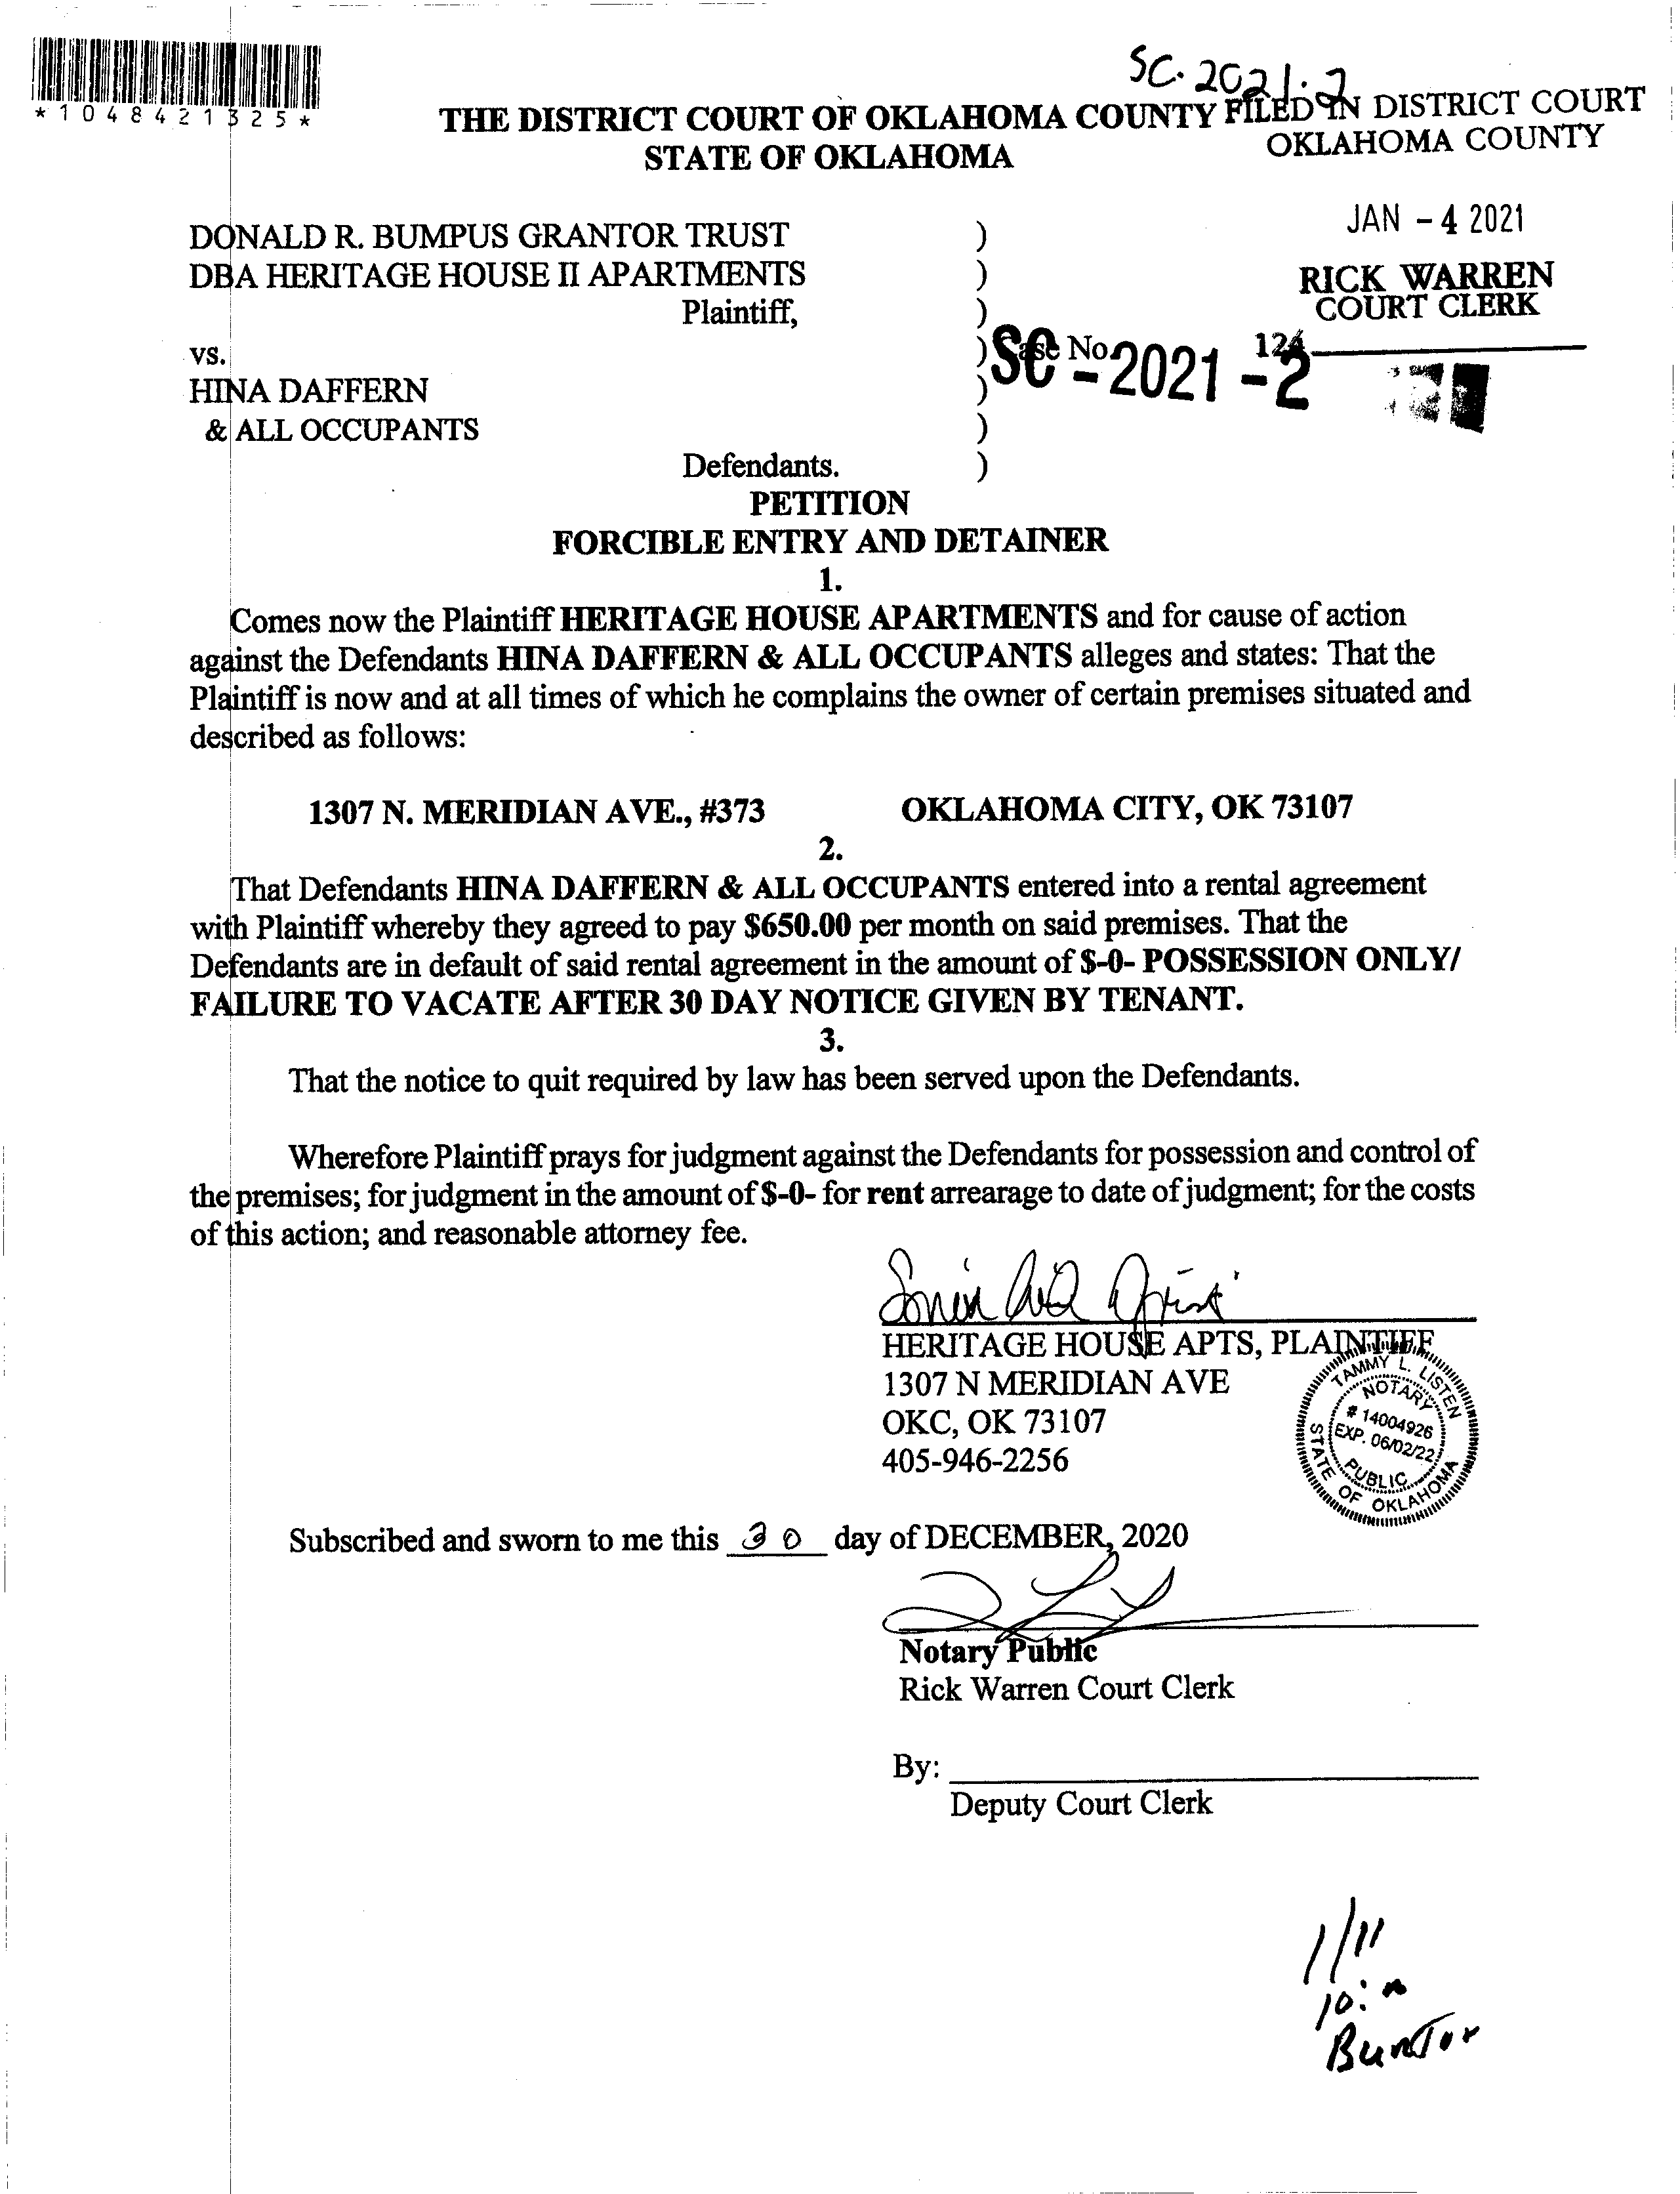 SC. 2021.2
*1048421325*
THE DISTRICT COURT OF OKLAHOMA COUNTY FILED IN DISTRICT COURT
STATE OF OKLAHOMA OKLAHOMA COUNTY
JAN - 4 2021
DONALD R. BUMPUS GRANTOR TRUST )
DBA HERITAGE HOUSE II APARTMENTS ) RICK WARREN
Plaintiff, ) COURT CLERK
vs. ) Case No. SC - 2021 - 2 124
HINA DAFFERN )
& ALL OCCUPANTS )
Defendants. )
PETITION
FORCIBLE ENTRY AND DETAINER
1.
Comes now the Plaintiff HERITAGE HOUSE APARTMENTS and for cause of action
against the Defendants HINA DAFFERN & ALL OCCUPANTS alleges and states: That the
Plaintiff is now and at all times of which he complains the owner of certain premises situated and
described as follows:
1307 N. MERIDIAN AVE., #373 OKLAHOMA CITY, OK 73107
2.
That Defendants HINA DAFFERN & ALL OCCUPANTS entered into a rental agreement
with Plaintiff whereby they agreed to pay $650.00 per month on said premises. That the
Defendants are in default of said rental agreement in the amount of $-0- POSSESSION ONLY/
FAILURE TO VACATE AFTER 30 DAY NOTICE GIVEN BY TENANT.
3.
That the notice to quit required by law has been served upon the Defendants.
Wherefore Plaintiff prays for judgment against the Defendants for possession and control of
the premises; for judgment in the amount of $-0- for rent arrearage to date of judgment; for the costs
of this action; and reasonable attorney fee.
HERITAGE HOUSE APTS, PLAINTIFF
1307 N MERIDIAN AVE
OKC, OK 73107
405-946-2256
TAMMY L. LISTEN
NOTARY
# 14004926
EXP. 06/02/22
PUBLIC
STATE OF OKLAHOMA
Subscribed and sworn to me this 30 day of DECEMBER, 2020
Notary Public
Rick Warren Court Clerk
By:
Deputy Court Clerk
1/11